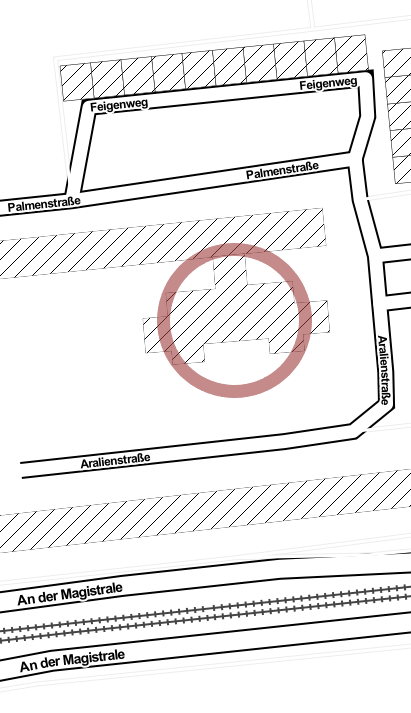 Feigenweg
Feigenweg
Palmenstraße
Palmenstraße
Aralienstraße
Aralienstraße
An der Magistrale
An der Magistrale